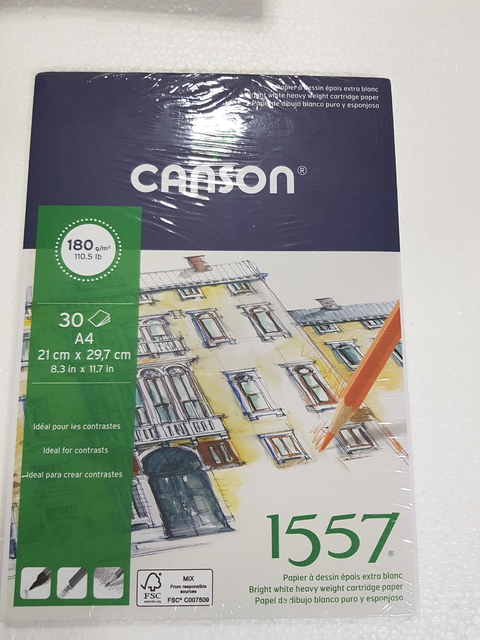 Papier à dessin épais extra blanc
Bright white heavy weight cartridge paper
Papel de dibujo blanco puro y esponjoso
CANSON®
180 g/m²
110.5 lb
30
A4
21 cm x 29,7 cm
8.3 in x 11.7 in
Idéal pour les contrastes
Ideal for contrasts
Ideal para crear contrastes
1557®
Papier à dessin épais extra blanc
Bright white heavy weight cartridge paper
Papel de dibujo blanco puro y esponjoso
FSC
www.fsc.org
MIX
From responsible
sources
FSC® C007509